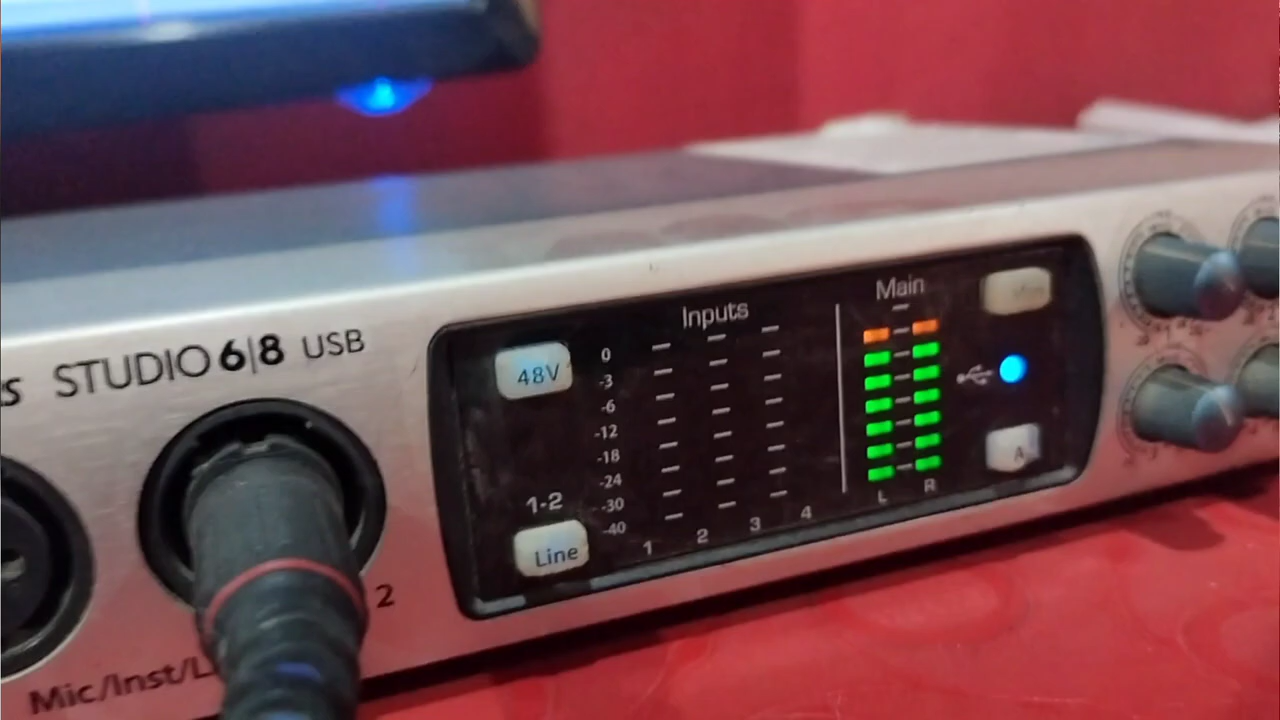 STUDIO 6|8 USB
2
Mic/Inst/L
48V
1-2
Line
Inputs
0
-3
-6
-12
-18
-24
-30
-40
1 2 3 4
Main
L R
A